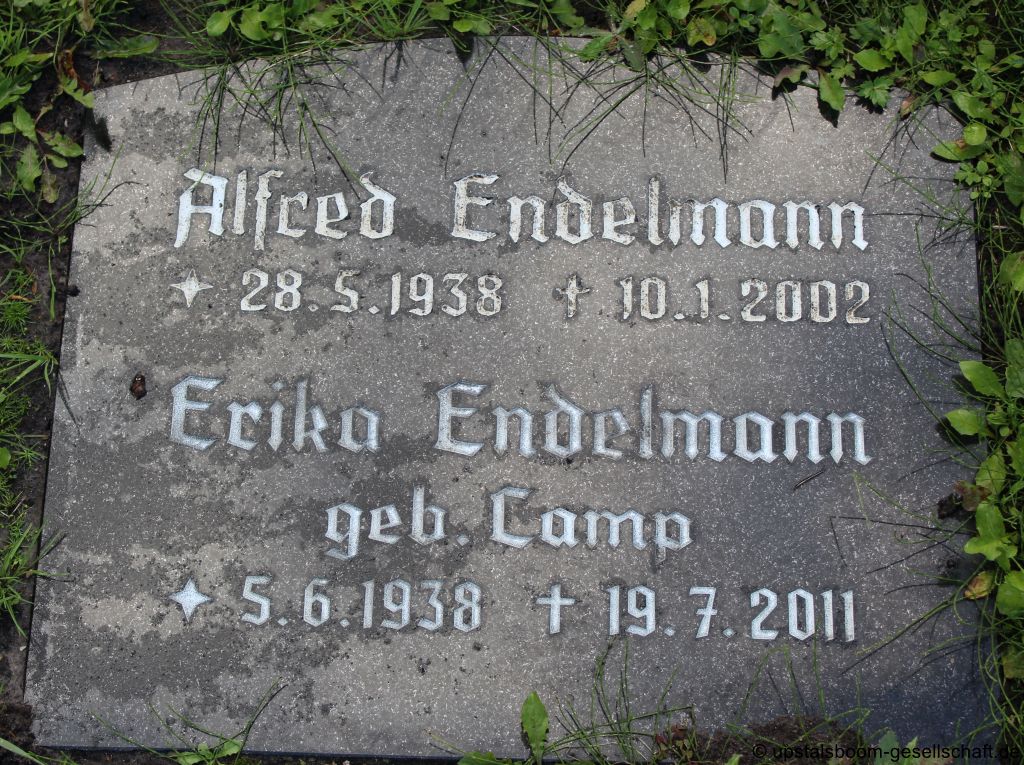 Alfred Endelmann
28.5.1938 † 10.1.2002
Erika Endelmann
geb. Camp
5.6.1938 † 19.7.2011
© upstalsboom-gesellschaft.de